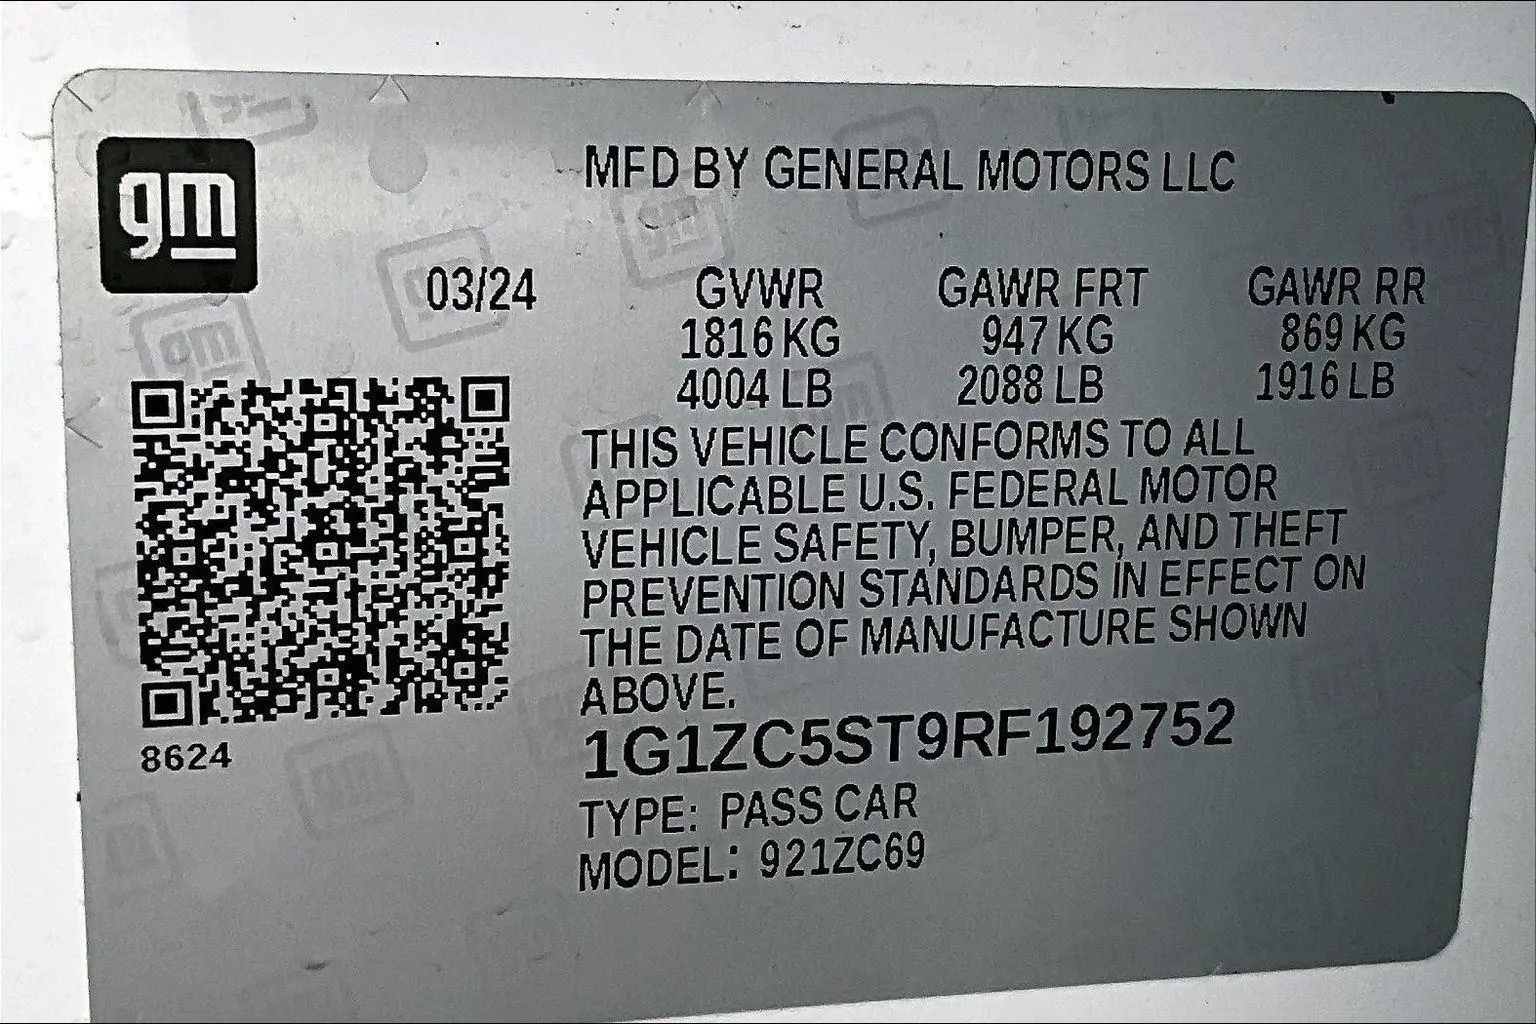 gm
MFD BY GENERAL MOTORS LLC
03/24
GVWR GAWR FRT GAWR RR
1816 KG 947 KG 869 KG
4004 LB 2088 LB 1916 LB
THIS VEHICLE CONFORMS TO ALL
APPLICABLE U.S. FEDERAL MOTOR
VEHICLE SAFETY, BUMPER, AND THEFT
PREVENTION STANDARDS IN EFFECT ON
THE DATE OF MANUFACTURE SHOWN
ABOVE.
1G1ZC5ST9RF192752
8624
TYPE: PASS CAR
MODEL: 921ZC69